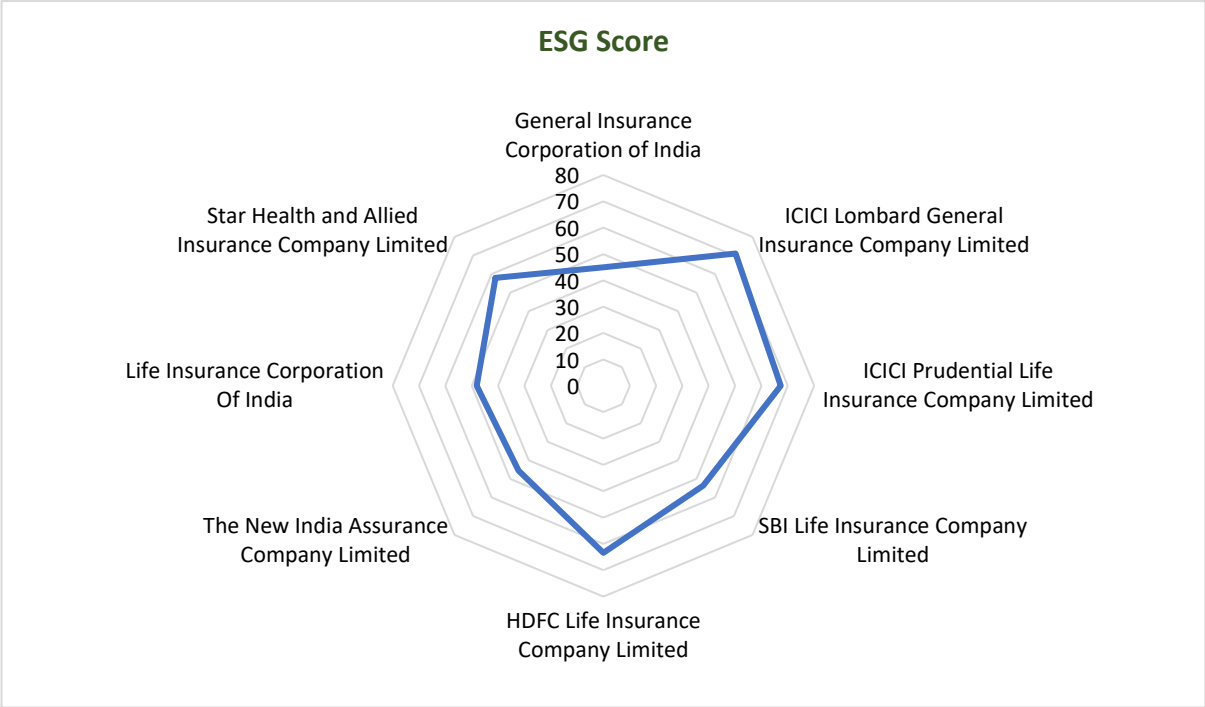 ESG Score
General Insurance
Corporation of India
80
70
60
50
40
30
20
10
0
ICICI Lombard General
Insurance Company Limited
ICICI Prudential Life
Insurance Company Limited
SBI Life Insurance Company
Limited
HDFC Life Insurance
Company Limited
The New India Assurance
Company Limited
Life Insurance Corporation
Of India
Star Health and Allied
Insurance Company Limited